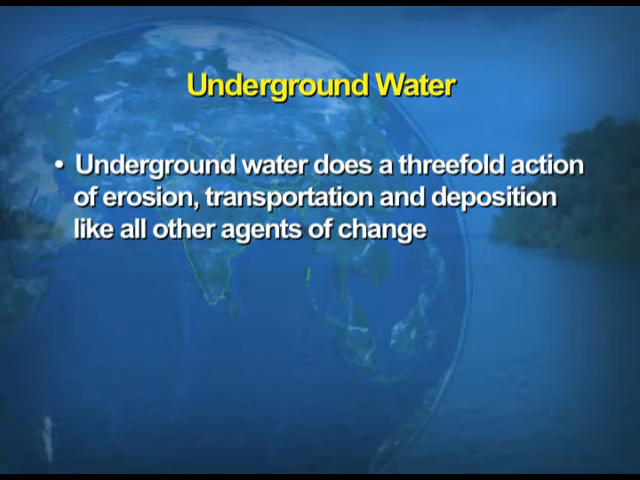 Underground Water
• Underground water does a threefold action
of erosion, transportation and deposition
like all other agents of change